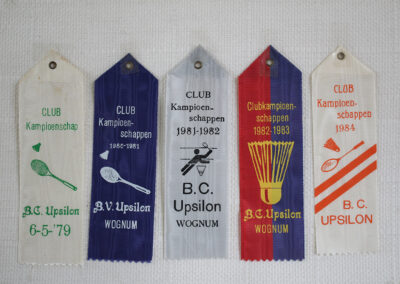 CLUB
Kampioenschap
B.C. Upsilon
6-5-'79
CLUB
Kampioen-
schappen
1980-1981
B.V. Upsilon
WOGNUM
CLUB
Kampioen-
schappen
1981-1982
B.C.
Upsilon
WOGNUM
Clubkampioen-
schappen
1982-1983
B.C. Upsilon
WOGNUM
CLUB
Kampioen-
schappen
1984
B.C.
UPSILON